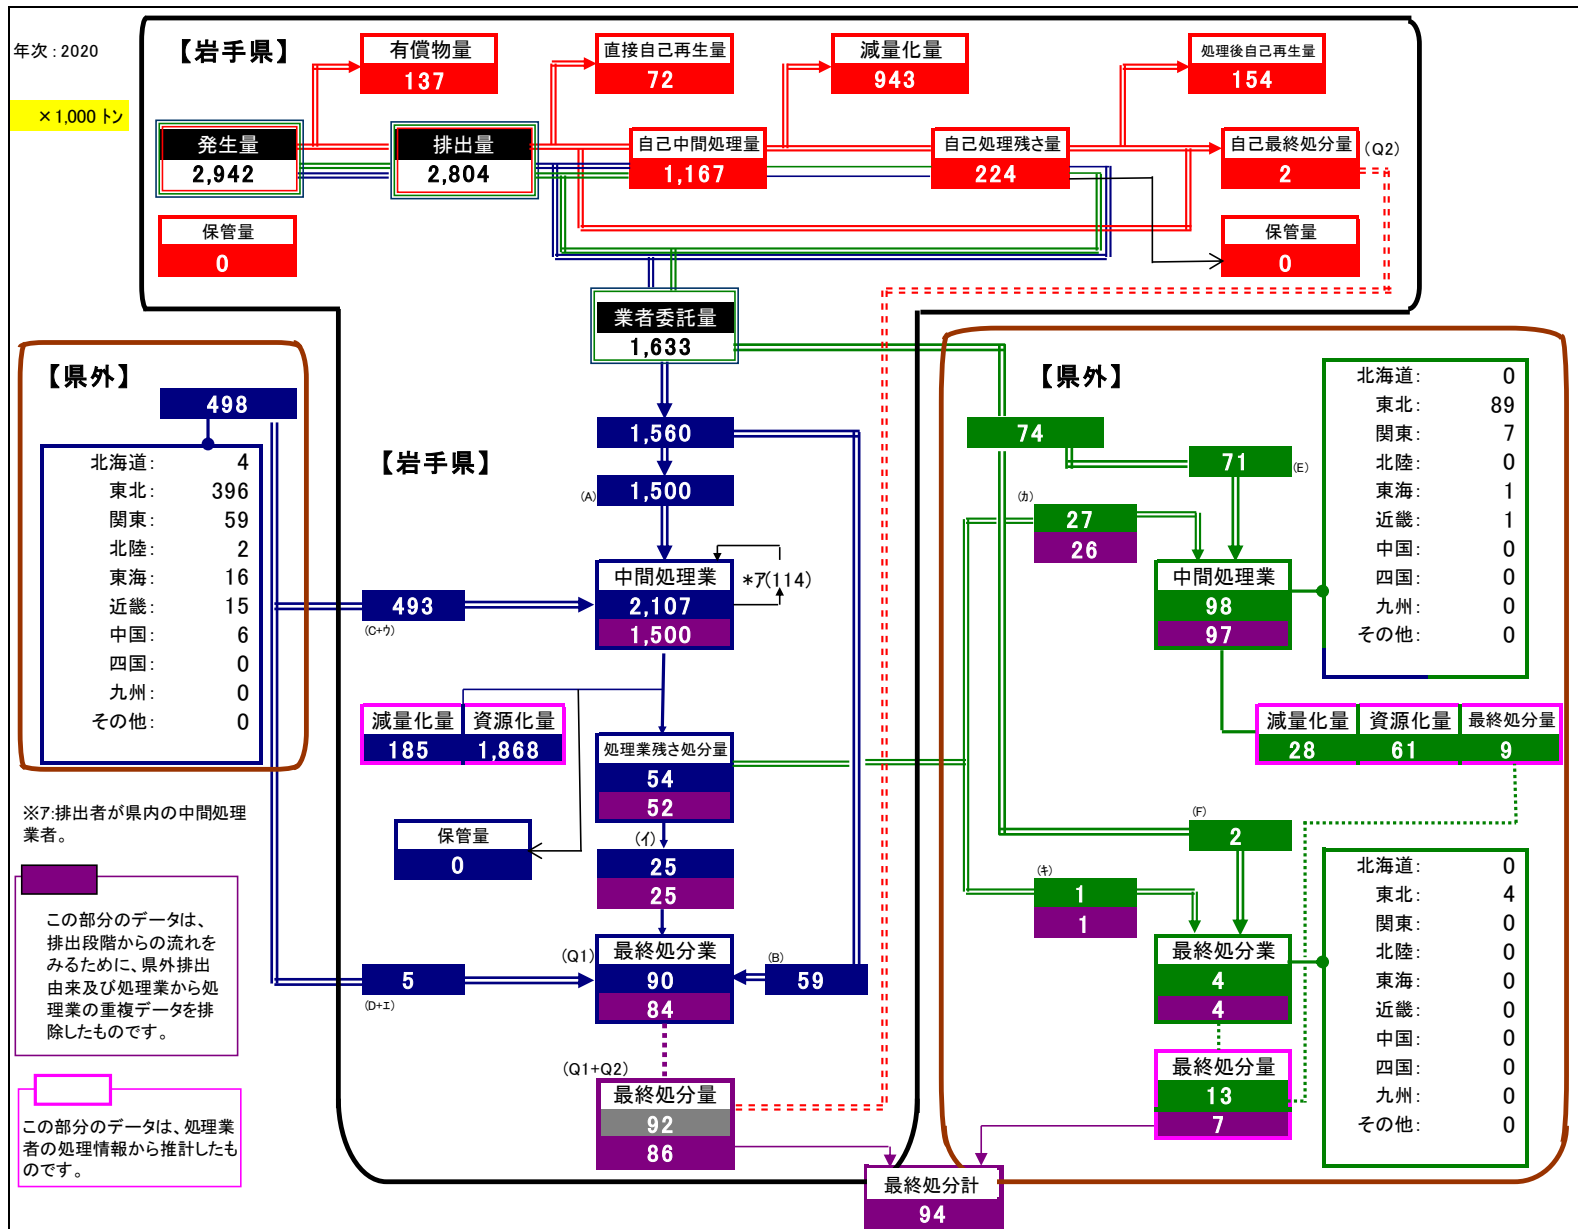 年次：2020
×1,000 トン
【岩手県】
有償物量
137
直接自己再生量
72
減量化量
943
処理後自己再生量
154
発生量
2,942
排出量
2,804
自己中間処理量
1,167
自己処理残さ量
224
自己最終処分量
2
(Q2)
保管量
0
保管量
0
業者委託量
1,633
【県外】
498
北海道： 4
東北： 396
関東： 59
北陸： 2
東海： 16
近畿： 15
中国： 6
四国： 0
九州： 0
その他： 0
【岩手県】
1,560
(A)
1,500
中間処理業
2,107
1,500
*ア(114)
493
(C+ウ)
減量化量
185
資源化量
1,868
処理業残さ処分量
54
52
保管量
0
(イ)
25
25
(Q1)
最終処分業
90
84
(B)
59
5
(D+エ)
(Q1+Q2)
最終処分量
92
86
【県外】
74
71
(E)
(カ)
27
26
中間処理業
98
97
北海道： 0
東北： 89
関東： 7
北陸： 0
東海： 1
近畿： 1
中国： 0
四国： 0
九州： 0
その他： 0
減量化量
28
資源化量
61
最終処分量
9
(F)
2
(キ)
1
1
最終処分業
4
4
北海道： 0
東北： 4
関東： 0
北陸： 0
東海： 0
近畿： 0
中国： 0
四国： 0
九州： 0
その他： 0
最終処分量
13
7
最終処分計
94
※ア:排出者が県内の中間処理
業者。
この部分のデータは、
排出段階からの流れを
みるために、県外排出
由来及び処理業から処
理業の重複データを排
除したものです。
この部分のデータは、処理業
者の処理情報から推計したも
のです。